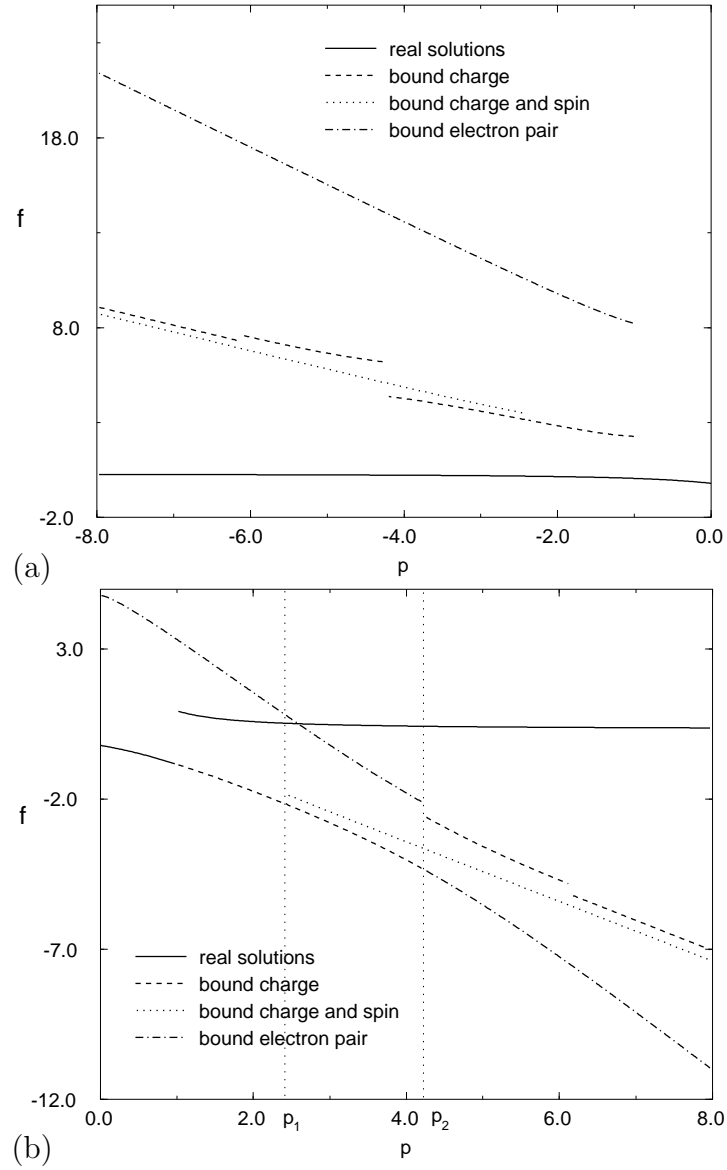 real solutions
bound charge
bound charge and spin
bound electron pair
18.0
f
8.0
-2.0
-8.0 -6.0 -4.0 -2.0 0.0
(a)
p
3.0
-2.0
f
-7.0
real solutions
bound charge
bound charge and spin
bound electron pair
-12.0
0.0 2.0 p1 4.0 p2 6.0 8.0
(b)
p